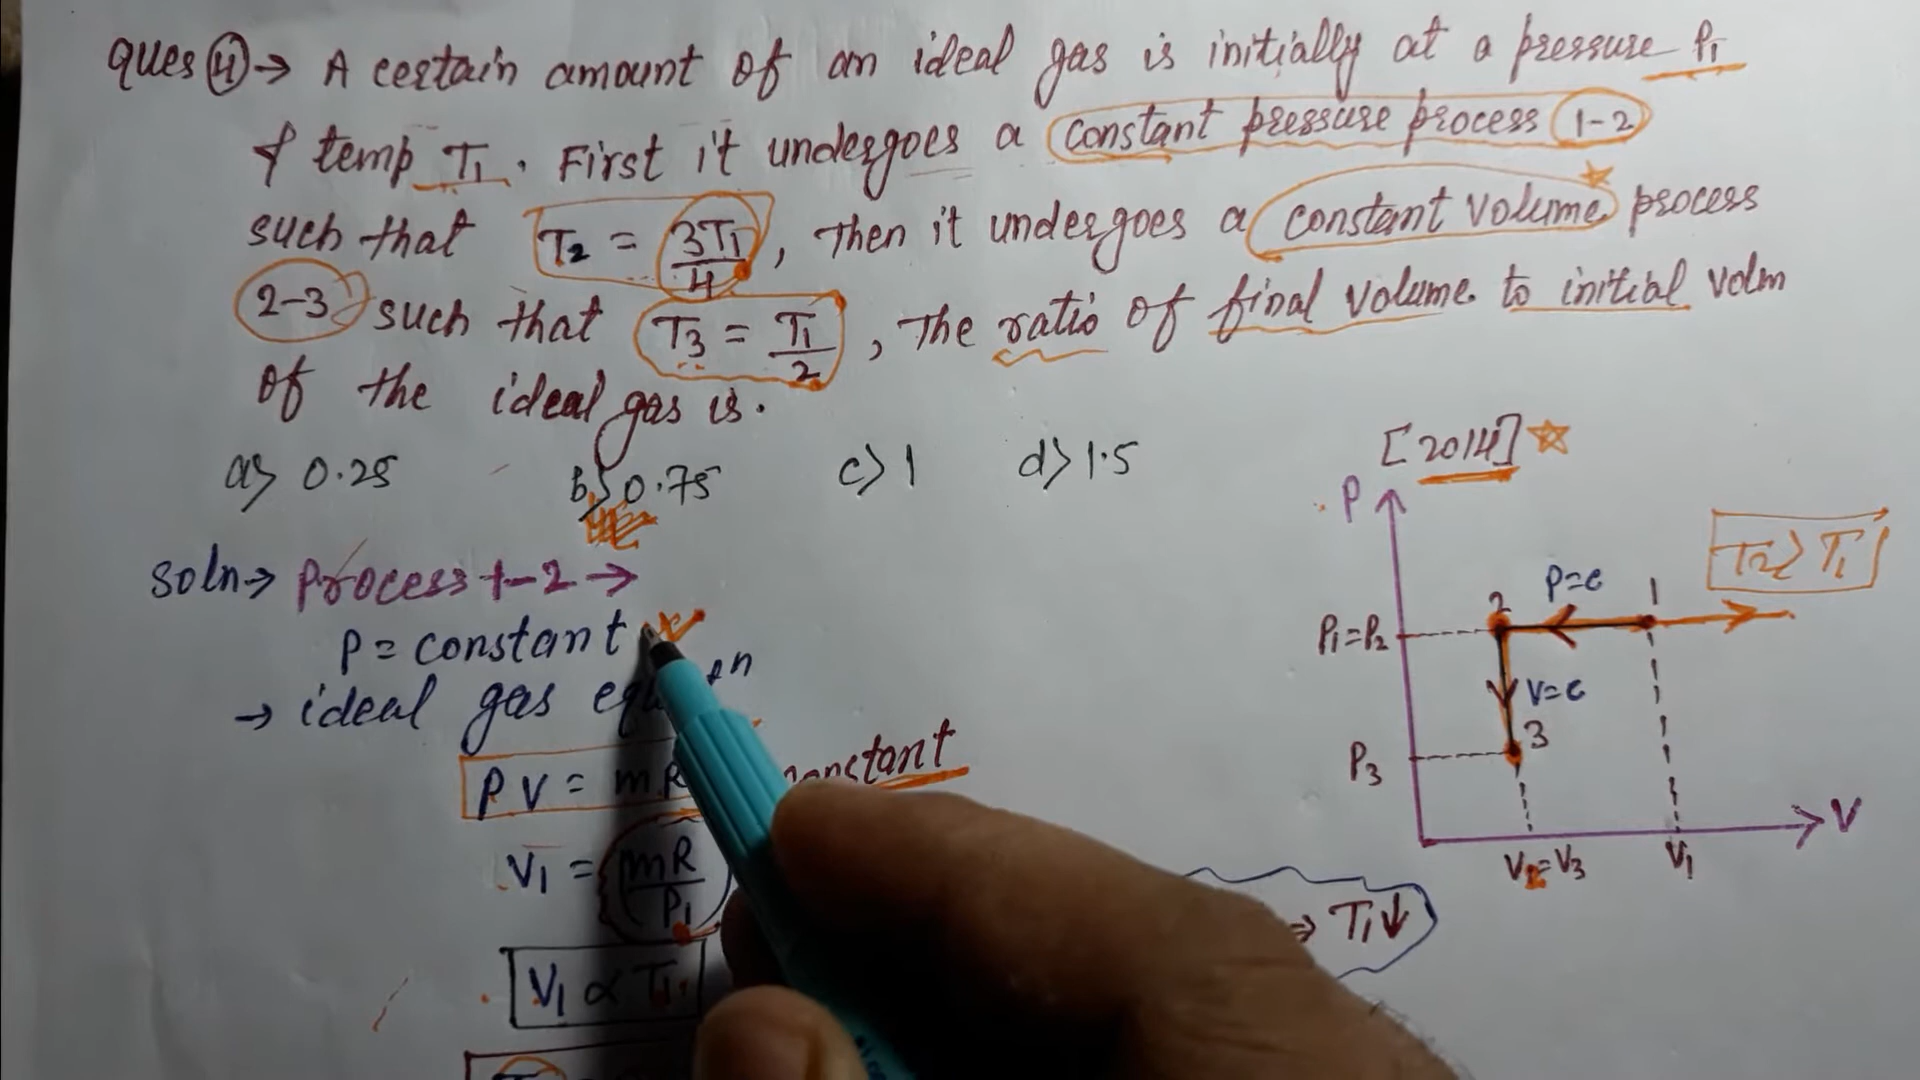 Ques (4) → A certain amount of an ideal gas is initially at a pressure P1
& temp T1. First it undergoes a constant pressure process 1-2
such that T2 = 3T1/4, Then it undergoes a constant volume process
2-3 such that T3 = T1/2, The ratio of final volume to initial volm
of the ideal gas is.
a> 0.25 b> 0.75 c> 1 d> 1.5
[2014]
Soln → Process 1-2 →
P = constant
→ ideal gas
PV = mR
constant
V1 = mR/P1
V1 ∝ T1
P
T2 > T1
P=c
2
1
P1=P2
V=c
3
P3
V
V2=V3
V1
⇒ T1↓